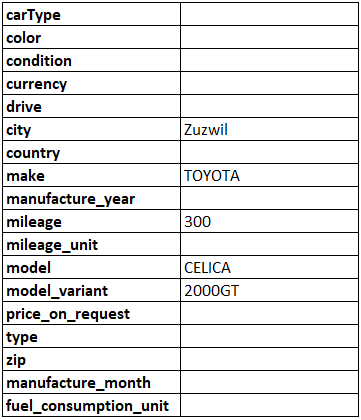 carType
color
condition
currency
drive
city Zuzwil
country
make TOYOTA
manufacture_year
mileage 300
mileage_unit
model CELICA
model_variant 2000GT
price_on_request
type
zip
manufacture_month
fuel_consumption_unit